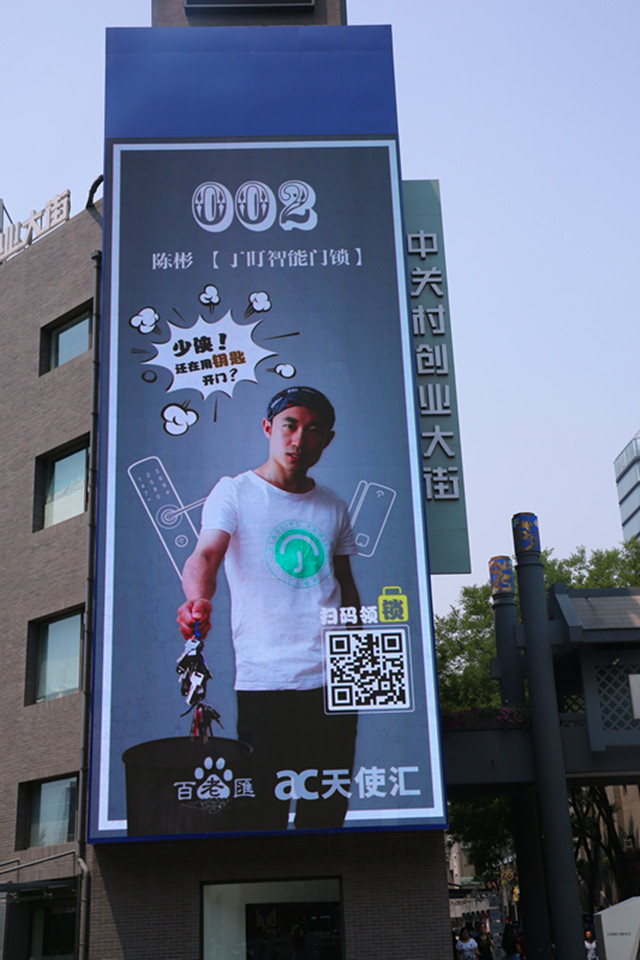 002
陈彬 【丁盯智能门锁】
少侠！
还在用钥匙
开门？
扫码领锁
百老匯
ac天使汇
中关村创业大街
业大街